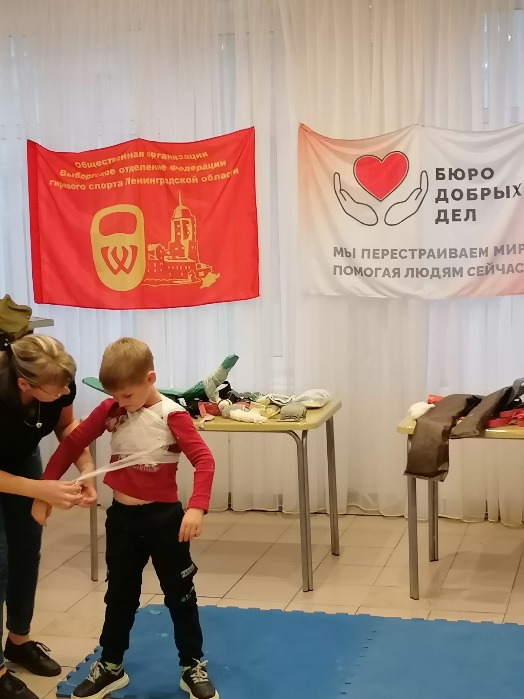 Общественная организация
Выборгское отделение Федерации
гиревого спорта Ленинградской области
W
БЮРО
ДОБРЫХ
ДЕЛ
МЫ ПЕРЕСТРАИВАЕМ МИР
ПОМОГАЯ ЛЮДЯМ СЕЙЧАС